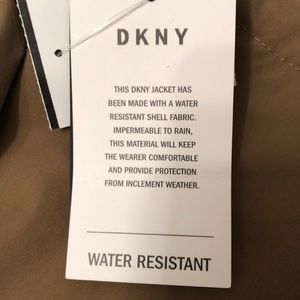 DKNY
THIS DKNY JACKET HAS
BEEN MADE WITH A WATER
RESISTANT SHELL FABRIC.
IMPERMEABLE TO RAIN,
THIS MATERIAL WILL KEEP
THE WEARER COMFORTABLE
AND PROVIDE PROTECTION
FROM INCLEMENT WEATHER.
WATER RESISTANT